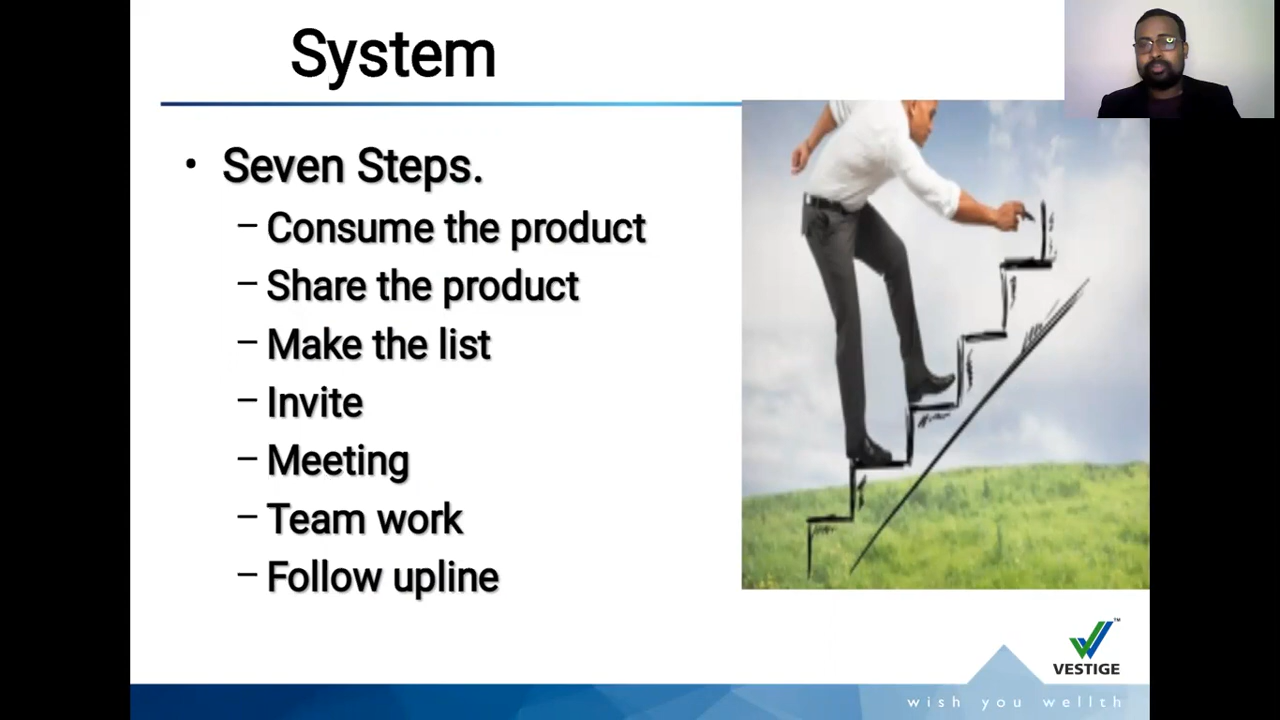 System
• Seven Steps.
– Consume the product
– Share the product
– Make the list
– Invite
– Meeting
– Team work
– Follow upline
VESTIGE™
wish you wellth